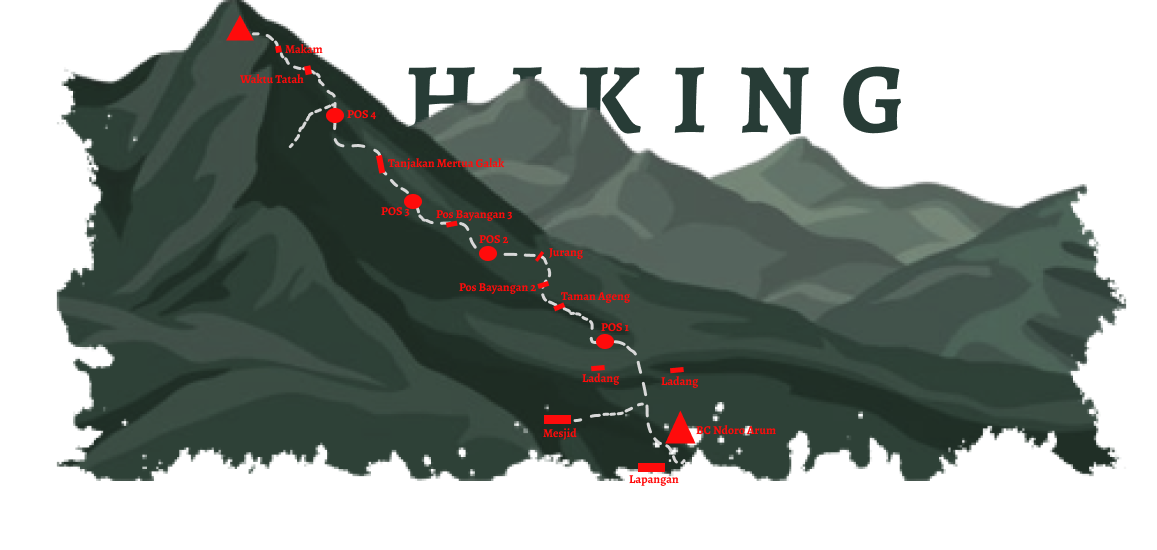 HIKING
Makam
Watu Tatah
POS 4
Tanjakan Mertua Galak
POS 3
Pos Bayangan 3
POS 2
Jurang
Pos Bayangan 2
Taman Ageng
POS 1
Ladang
Ladang
Mesjid
BC Ndoro Arum
Lapangan